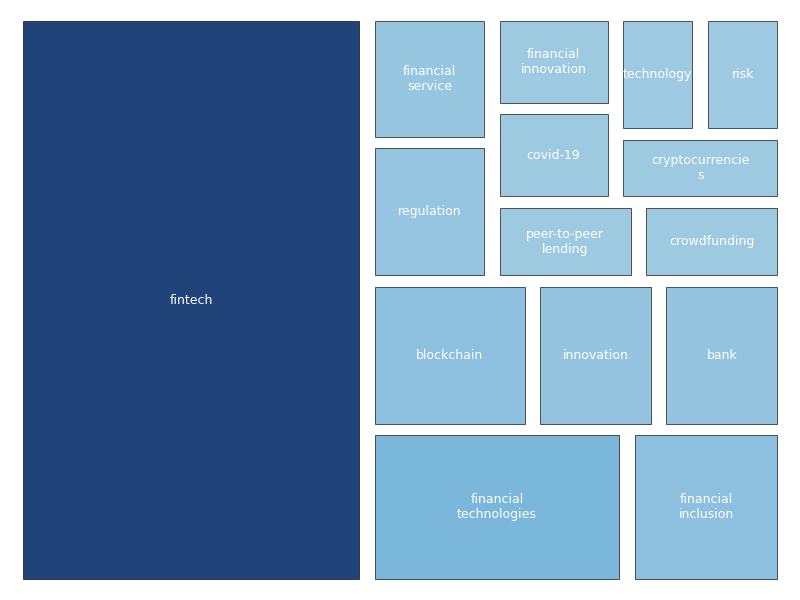 fintech
financial
service
financial
innovation
technology
risk
covid-19
cryptocurrencie
s
regulation
peer-to-peer
lending
crowdfunding
blockchain
innovation
bank
financial
technologies
financial
inclusion